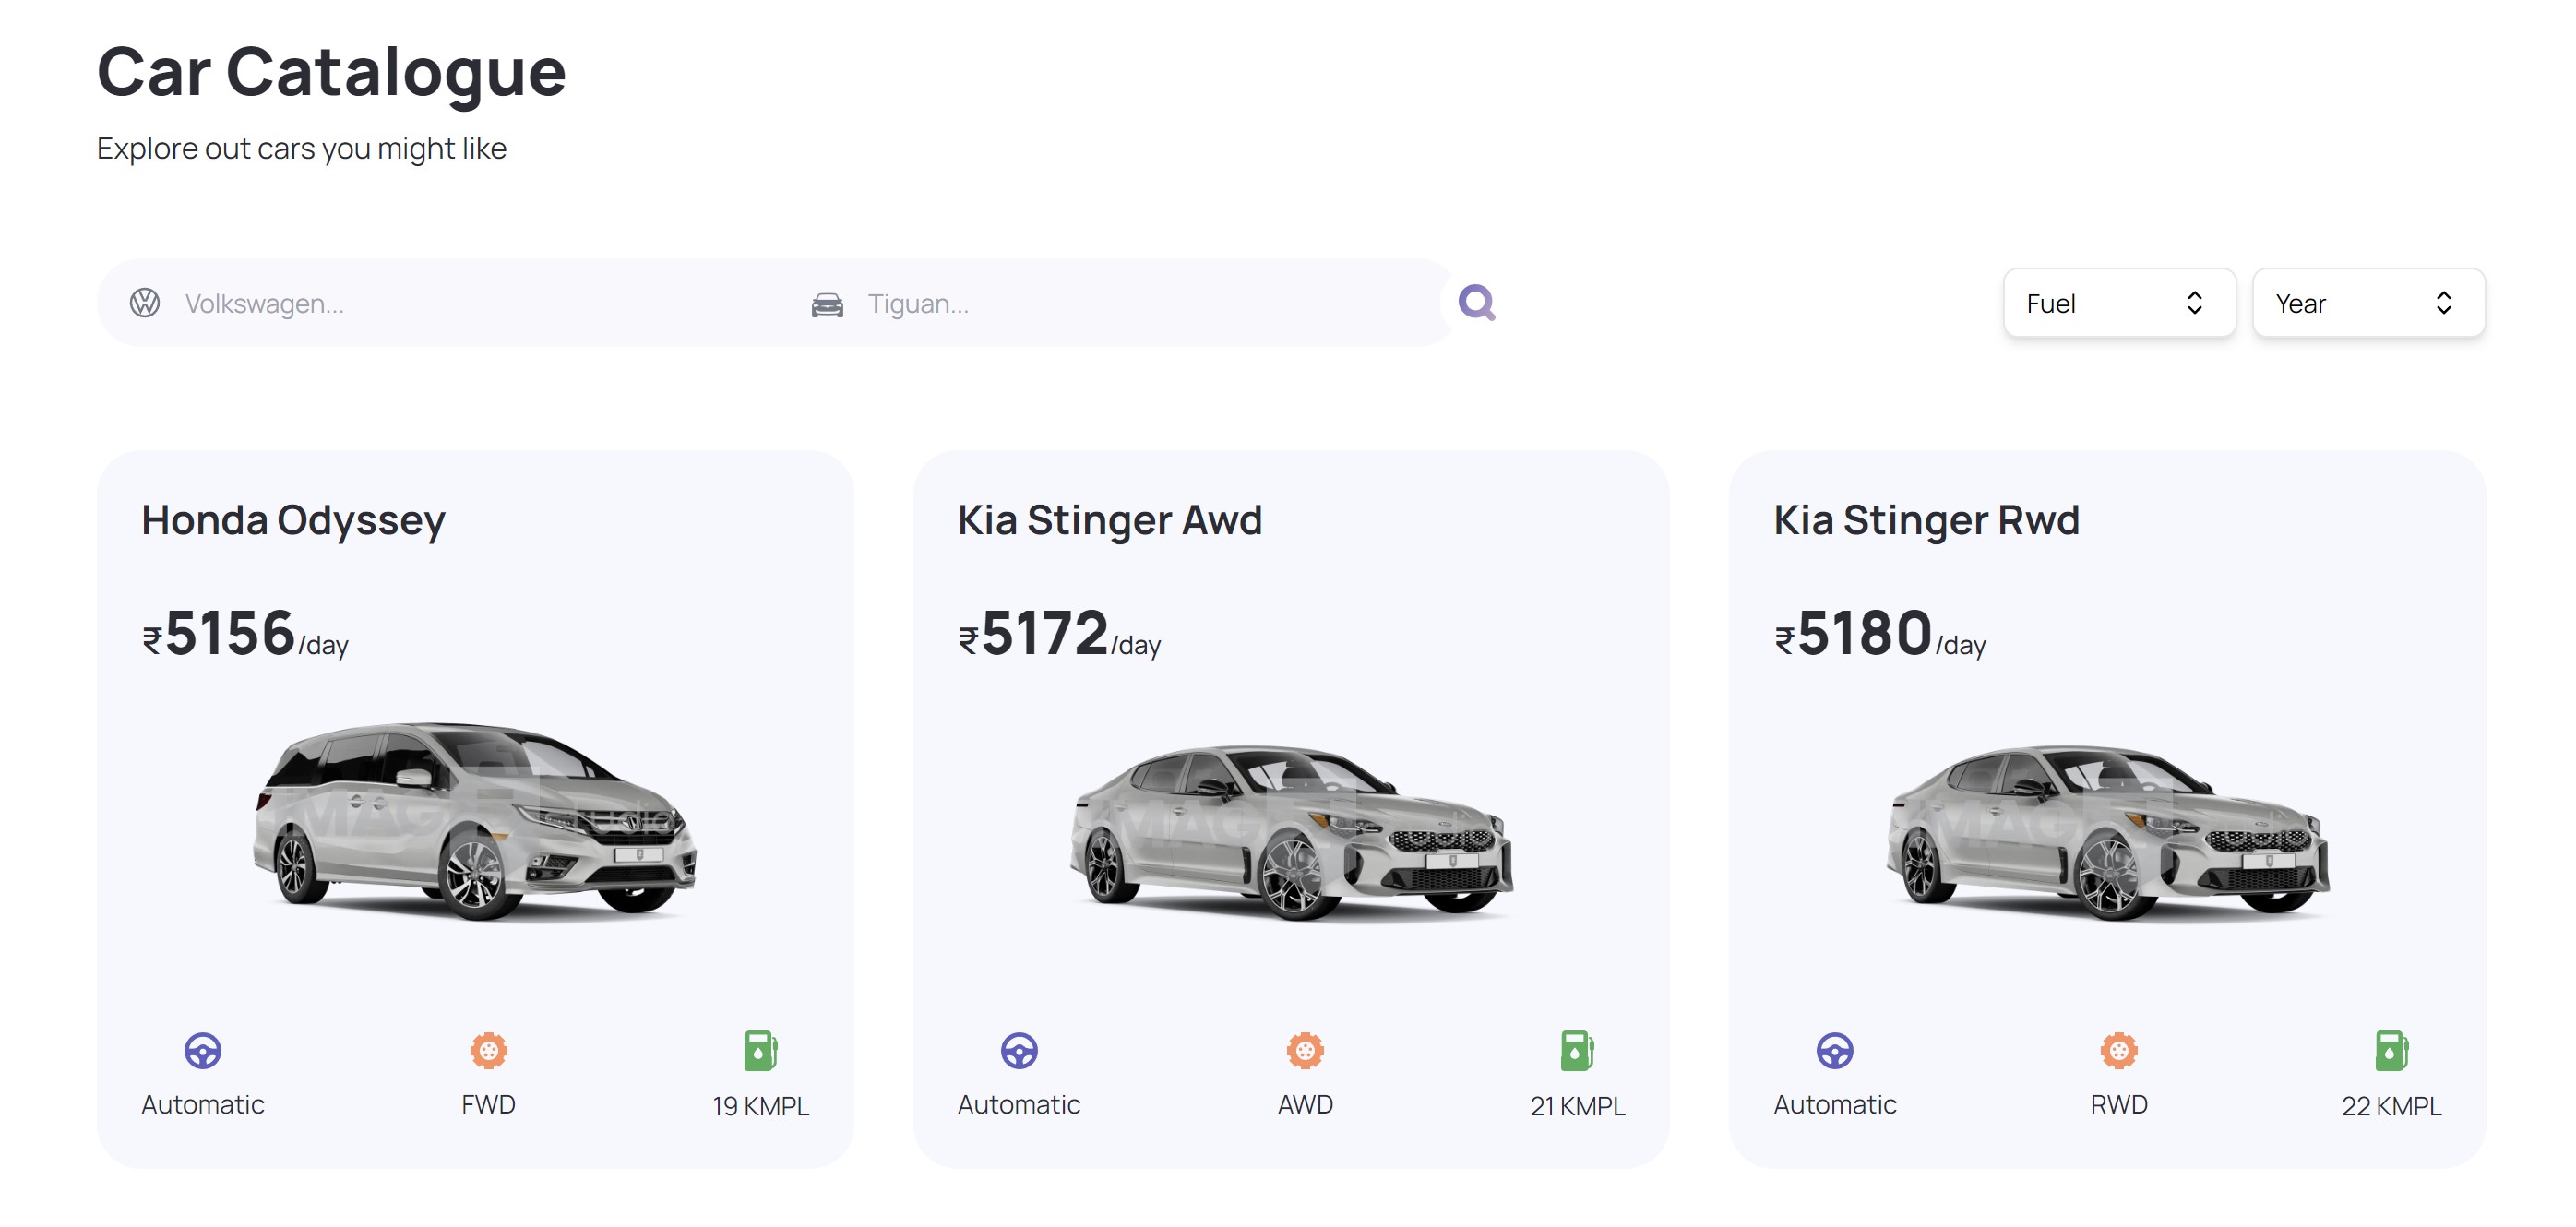 Car Catalogue
Explore out cars you might like
Volkswagen...
Tiguan...
Fuel
Year
Honda Odyssey
₹5156/day
Automatic
FWD
19 KMPL
Kia Stinger Awd
₹5172/day
Automatic
AWD
21 KMPL
Kia Stinger Rwd
₹5180/day
Automatic
RWD
22 KMPL